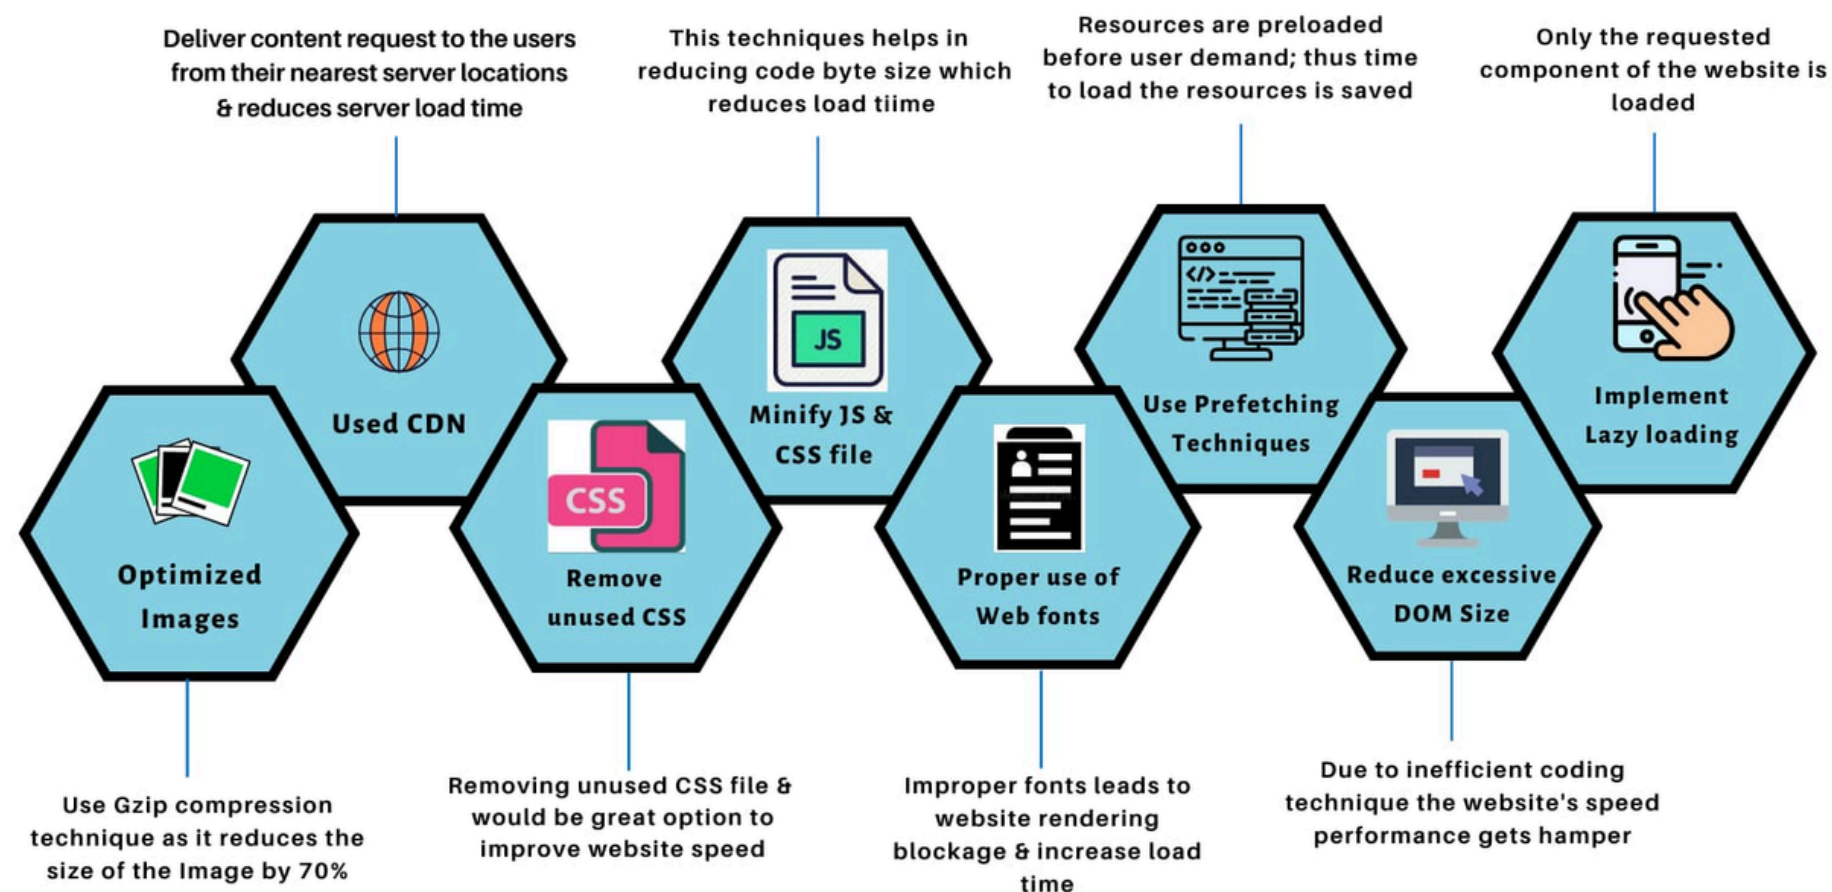 Deliver content request to the users
from their nearest server locations
& reduces server load time
This techniques helps in
reducing code byte size which
reduces load tiime
Resources are preloaded
before user demand; thus time
to load the resources is saved
Only the requested
component of the website is
loaded
Used CDN
JS
Minify JS &
CSS file
</>
Use Prefetching
Techniques
Implement
Lazy loading
Optimized
Images
CSS
Remove
unused CSS
Proper use of
Web fonts
Reduce excessive
DOM Size
Use Gzip compression
technique as it reduces the
size of the Image by 70%
Removing unused CSS file &
would be great option to
improve website speed
Improper fonts leads to
website rendering
blockage & increase load
time
Due to inefficient coding
technique the website's speed
performance gets hamper